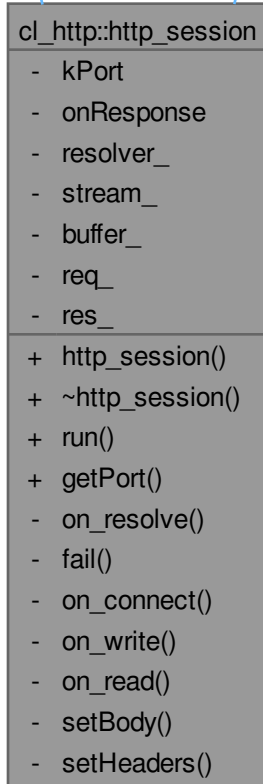 cl_http::http_session
- kPort
- onResponse
- resolver_
- stream_
- buffer_
- req_
- res_
+ http_session()
+ ~http_session()
+ run()
+ getPort()
- on_resolve()
- fail()
- on_connect()
- on_write()
- on_read()
- setBody()
- setHeaders()